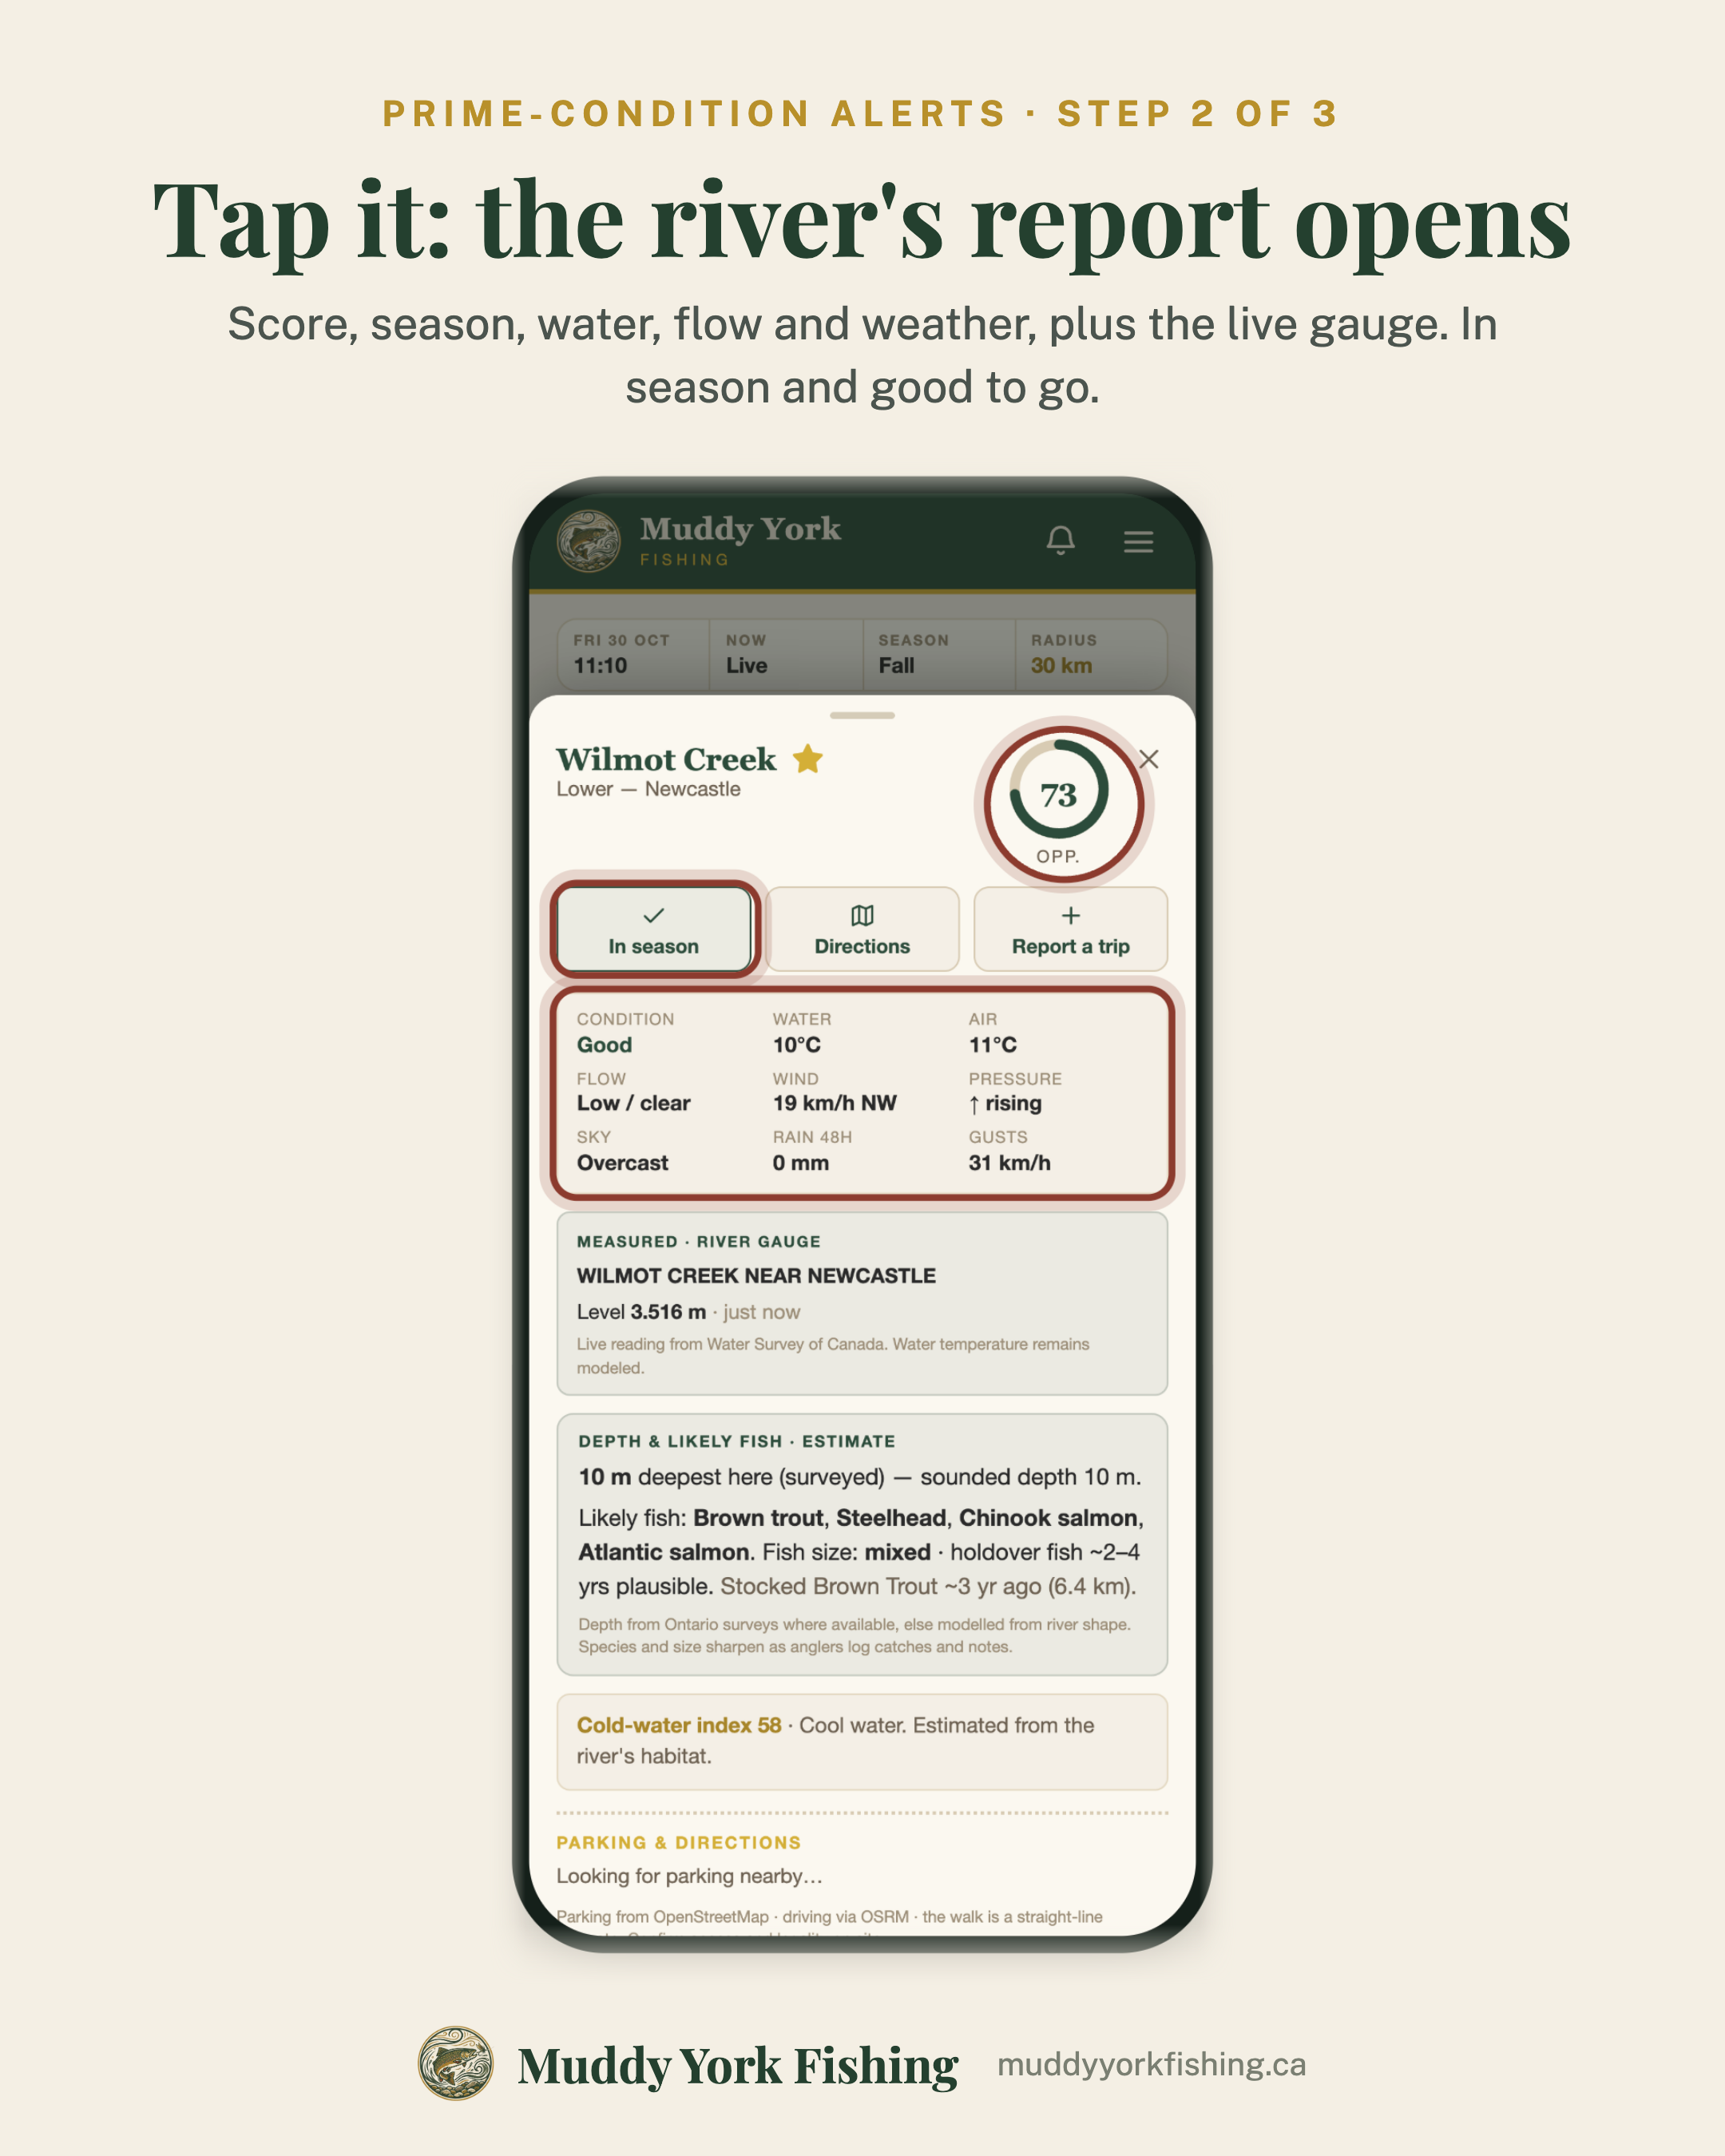 PRIME-CONDITION ALERTS · STEP 2 OF 3
Tap it: the river's report opens
Score, season, water, flow and weather, plus the live gauge. In
season and good to go.
Muddy York
FISHING
FRI 30 OCT
11:10
NOW
Live
SEASON
Fall
RADIUS
30 km
Wilmot Creek
Lower — Newcastle
73
OPP.
In season
Directions
Report a trip
CONDITION
Good
WATER
10°C
AIR
11°C
FLOW
Low / clear
WIND
19 km/h NW
PRESSURE
↑ rising
SKY
Overcast
RAIN 48H
0 mm
GUSTS
31 km/h
MEASURED · RIVER GAUGE
WILMOT CREEK NEAR NEWCASTLE
Level 3.516 m · just now
Live reading from Water Survey of Canada. Water temperature remains
modeled.
DEPTH & LIKELY FISH · ESTIMATE
10 m deepest here (surveyed) — sounded depth 10 m.
Likely fish: Brown trout, Steelhead, Chinook salmon,
Atlantic salmon. Fish size: mixed · holdover fish ~2–4
yrs plausible. Stocked Brown Trout ~3 yr ago (6.4 km).
Depth from Ontario surveys where available, else modelled from river shape.
Species and size sharpen as anglers log catches and notes.
Cold-water index 58 · Cool water. Estimated from the
river's habitat.
PARKING & DIRECTIONS
Looking for parking nearby…
Parking from OpenStreetMap · driving via OSRM · the walk is a straight-line
Muddy York Fishing
muddyyorkfishing.ca